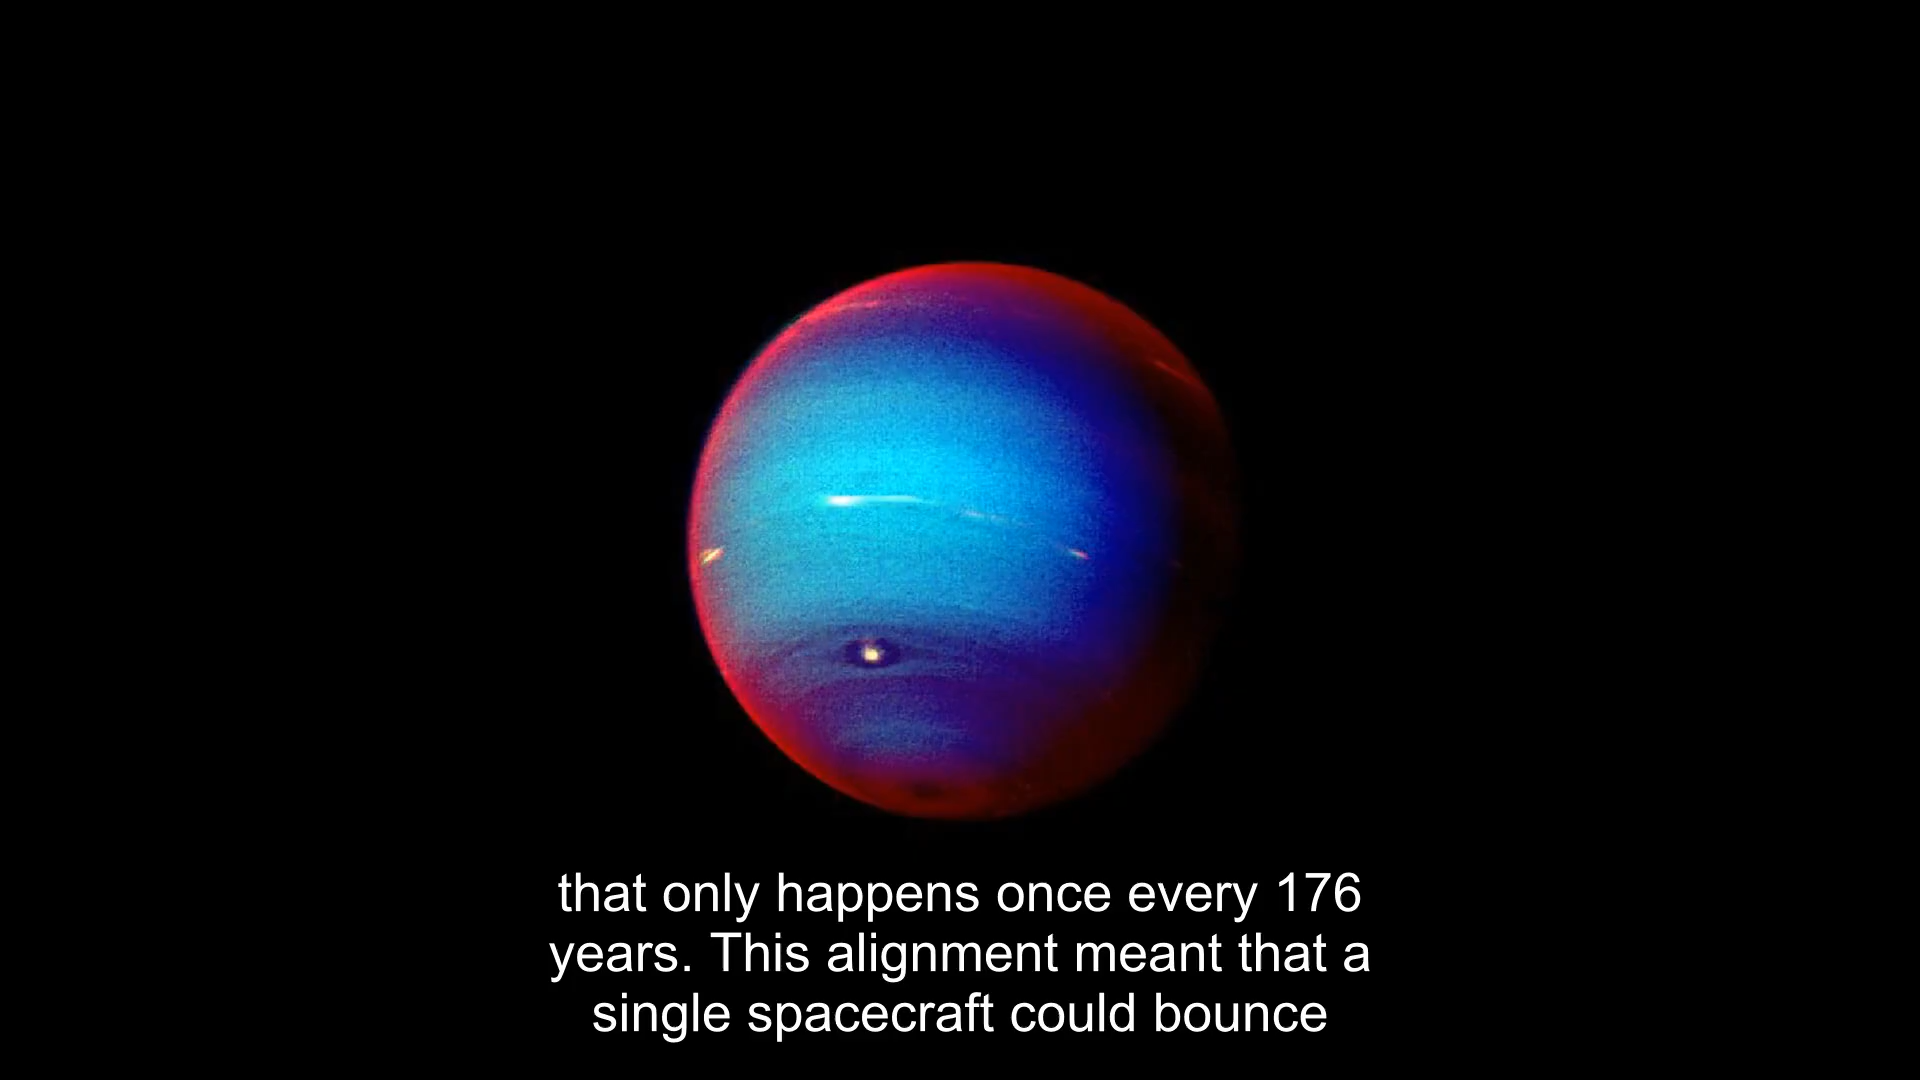 that only happens once every 176
years. This alignment meant that a
single spacecraft could bounce